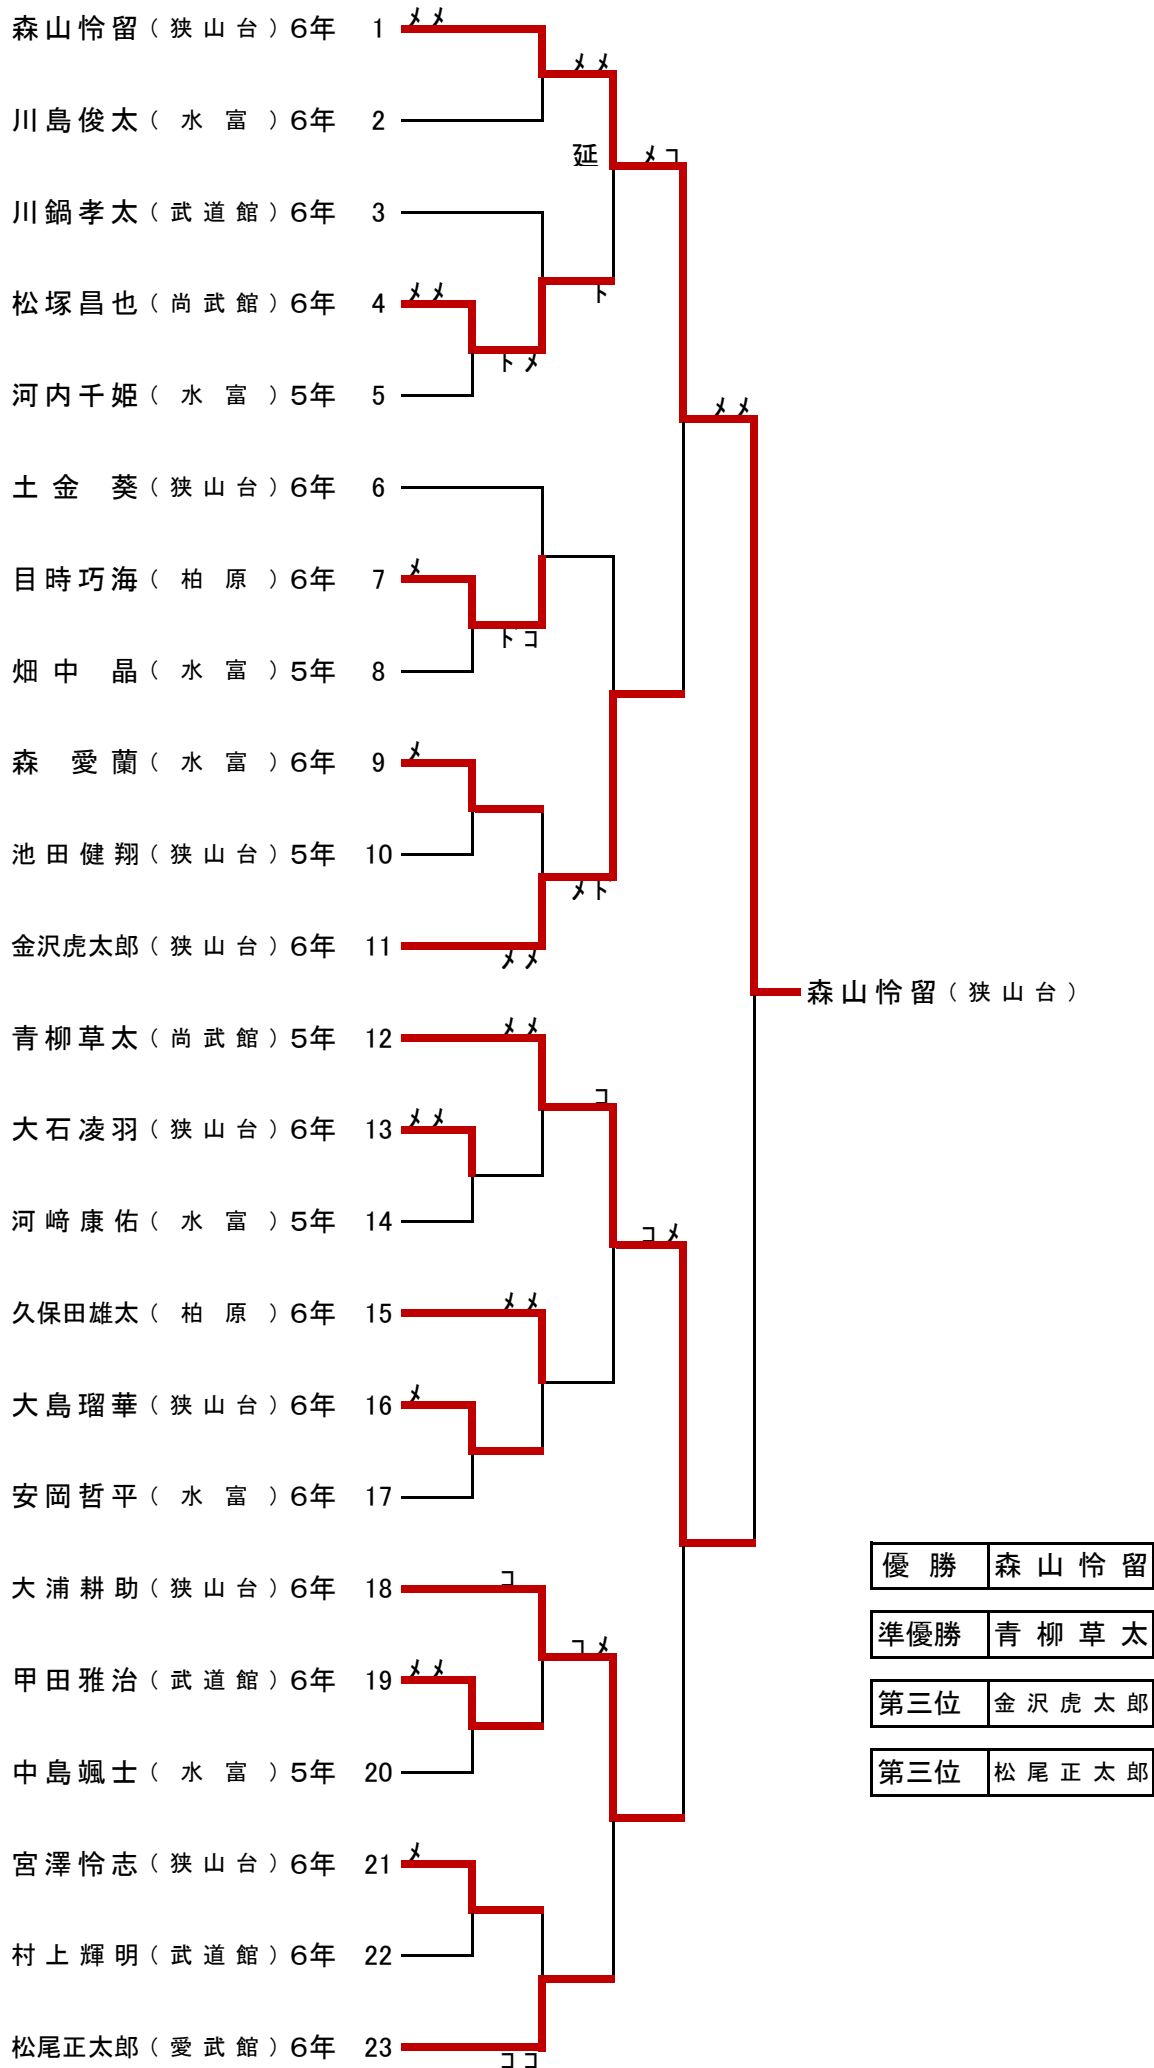 メメ
森山怜留（狭山台）6年 1
メメ
川島俊太（水富）6年 2
延 メコ
川鍋孝太（武道館）6年 3
メメ ト
松塚昌也（尚武館）6年 4
トメ
河内千姫（水富）5年 5
メメ
土金 葵（狭山台）6年 6
メ
目時巧海（柏原）6年 7
トコ
畑中 晶（水富）5年 8
メ
森 愛蘭（水富）6年 9
池田健翔（狭山台）5年 10
メト
金沢虎太郎（狭山台）6年 11
メメ
森山怜留（狭山台）
メメ
青柳草太（尚武館）5年 12
コ
メメ
大石凌羽（狭山台）6年 13
河﨑康佑（水富）5年 14
コメ
メメ
久保田雄太（柏原）6年 15
メ
大島瑠華（狭山台）6年 16
安岡哲平（水富）6年 17
優勝 森山怜留
コ
大浦耕助（狭山台）6年 18
準優勝 青柳草太
コメ
メメ
甲田雅治（武道館）6年 19
第三位 金沢虎太郎
中島颯士（水富）5年 20
第三位 松尾正太郎
メ
宮澤怜志（狭山台）6年 21
村上輝明（武道館）6年 22
松尾正太郎（愛武館）6年 23
ココ